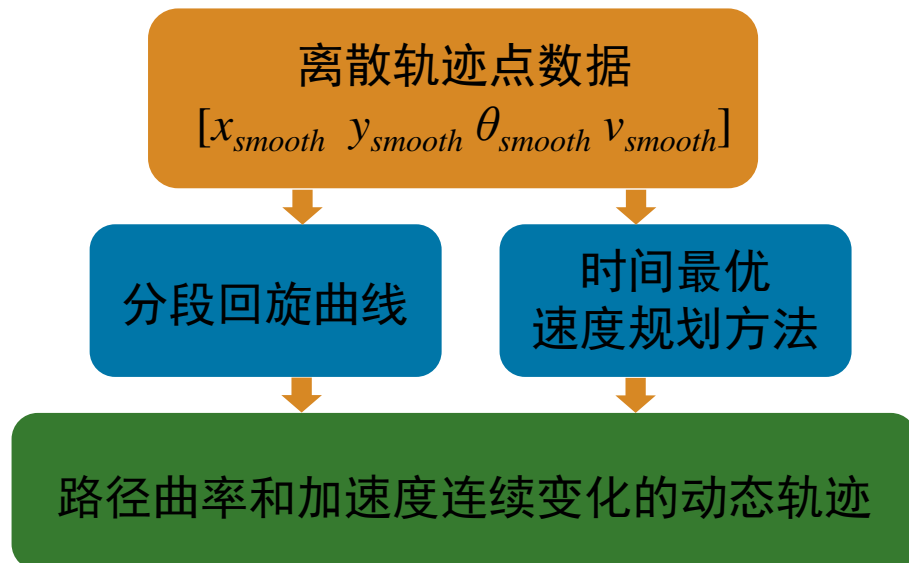 离散轨迹点数据
[x_smooth y_smooth θ_smooth v_smooth]
分段回旋曲线
时间最优
速度规划方法
路径曲率和加速度连续变化的动态轨迹